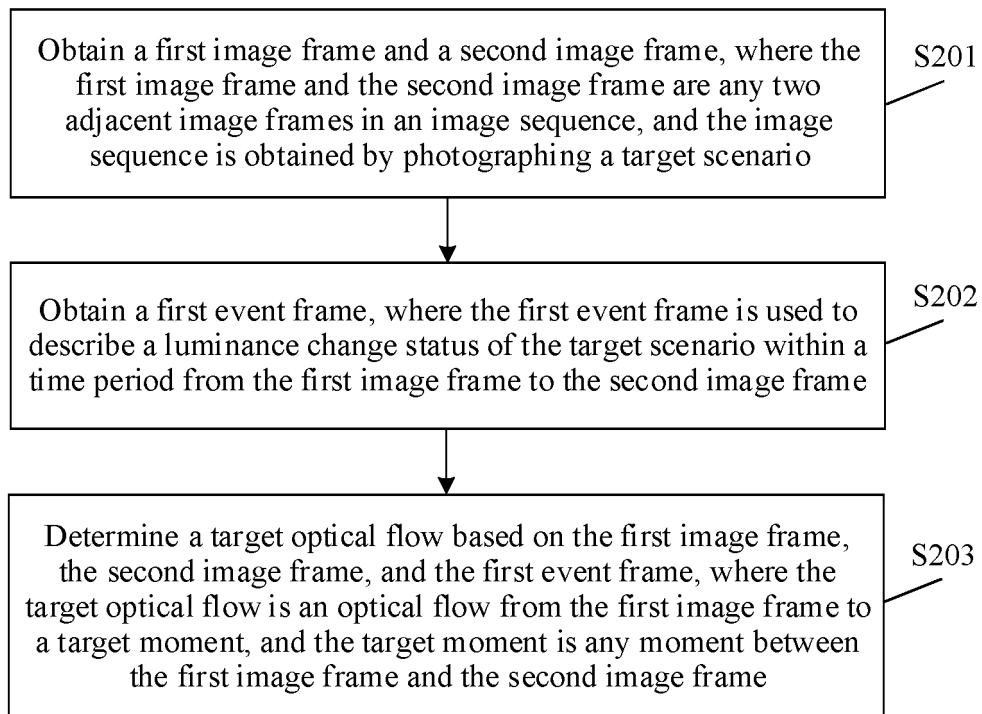 Obtain a first image frame and a second image frame, where the
first image frame and the second image frame are any two
adjacent image frames in an image sequence, and the image
sequence is obtained by photographing a target scenario
S201
Obtain a first event frame, where the first event frame is used to
describe a luminance change status of the target scenario within a
time period from the first image frame to the second image frame
S202
Determine a target optical flow based on the first image frame,
the second image frame, and the first event frame, where the
target optical flow is an optical flow from the first image frame to
a target moment, and the target moment is any moment between
the first image frame and the second image frame
S203